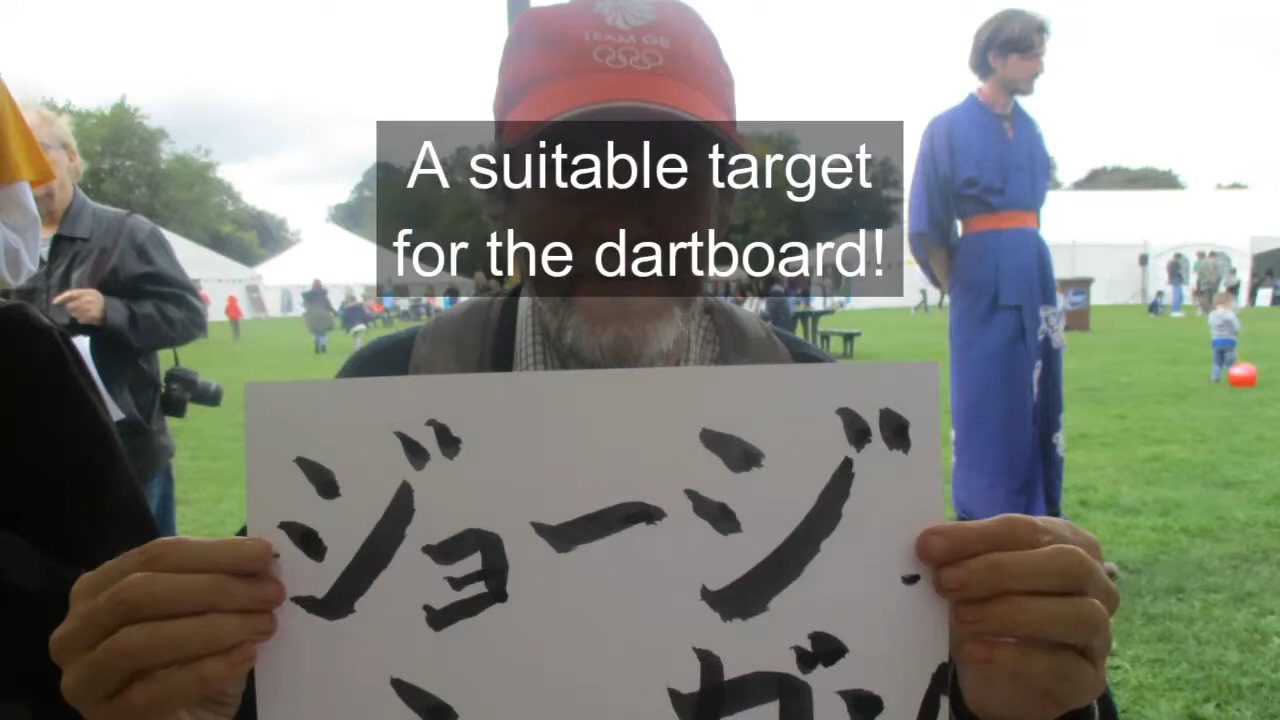 TEAM GB
A suitable target
for the dartboard!
ジョージ・